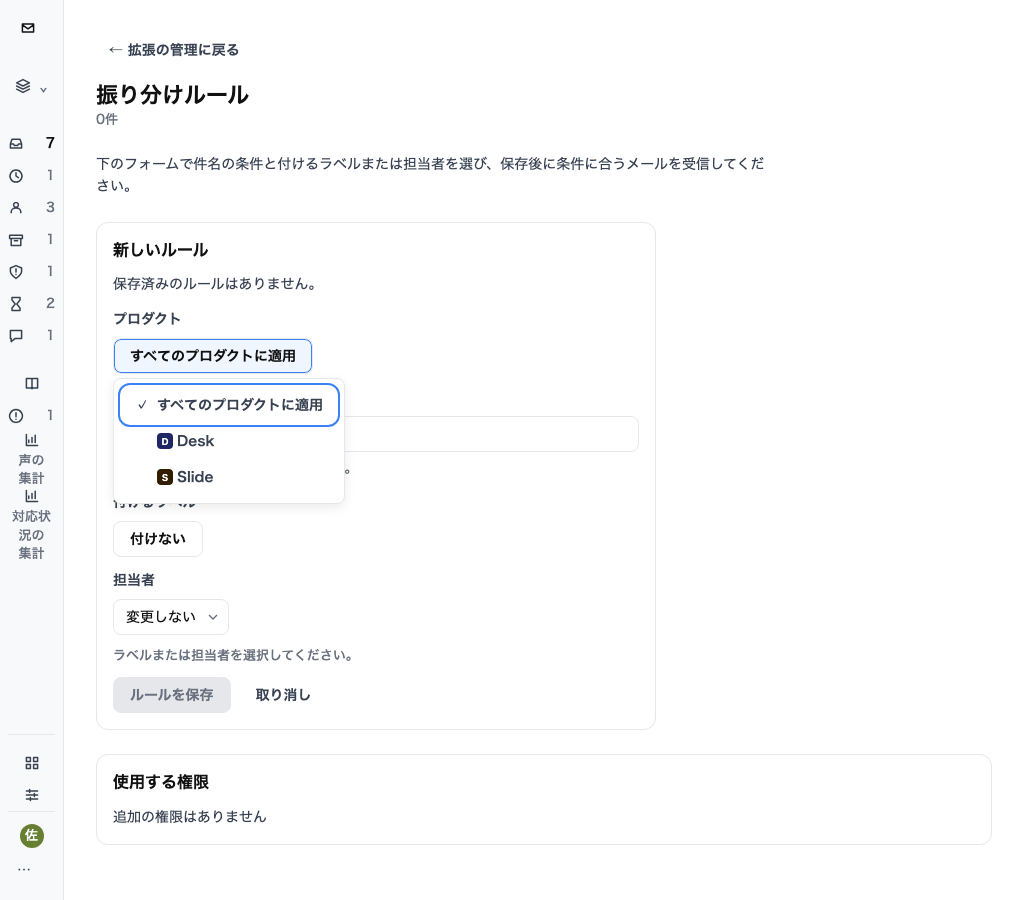 ← 拡張の管理に戻る
振り分けルール
0件
下のフォームで件名の条件と付けるラベルまたは担当者を選び、保存後に条件に合うメールを受信してくだ
さい。
7
1
3
1
1
2
1
1
声の
集計
対応状
況の
集計
佐
…
新しいルール
保存済みのルールはありません。
プロダクト
すべてのプロダクトに適用
✓ すべてのプロダクトに適用
D Desk
S Slide
。
付けるラベル
付けない
担当者
変更しない
ラベルまたは担当者を選択してください。
ルールを保存 取り消し
使用する権限
追加の権限はありません